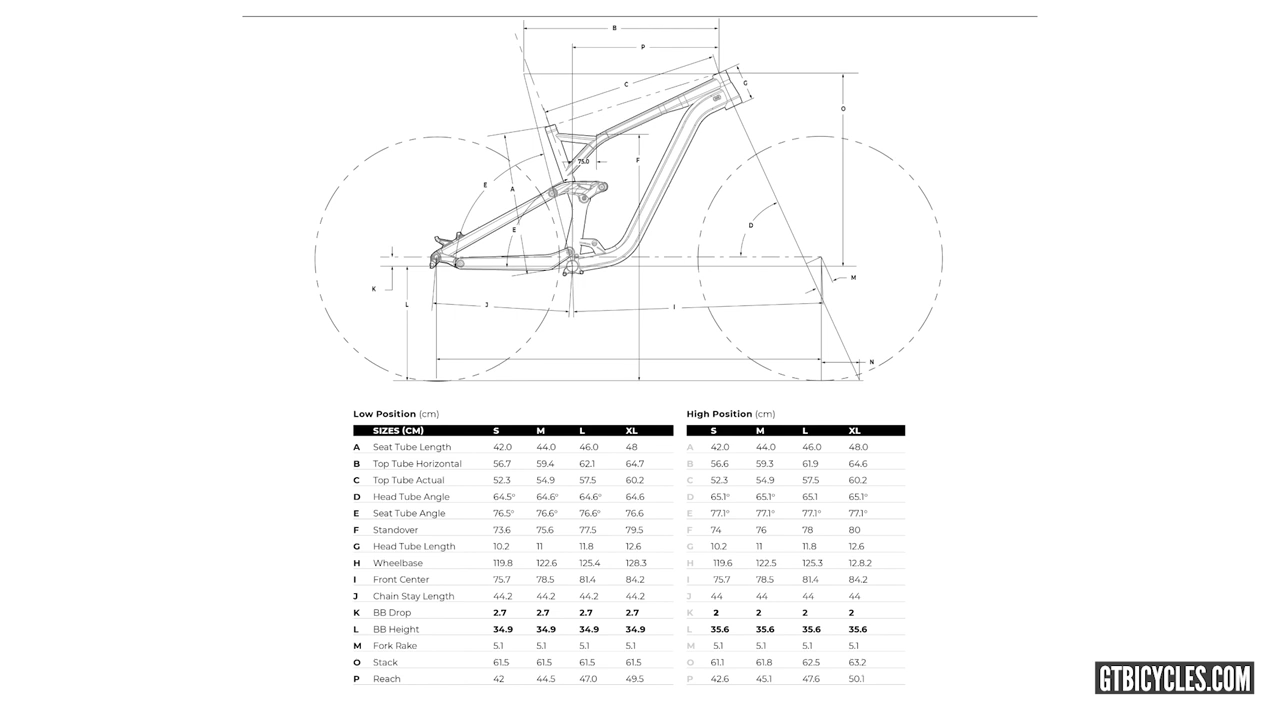 B
P
C
G
O
F
75.0
E
A
E
D
K
L
J
I
M
N
Low Position (cm)
SIZES (CM) S M L XL
A Seat Tube Length 42.0 44.0 46.0 48
B Top Tube Horizontal 56.7 59.4 62.1 64.7
C Top Tube Actual 52.3 54.9 57.5 60.2
D Head Tube Angle 64.5° 64.6° 64.6° 64.6
E Seat Tube Angle 76.5° 76.6° 76.6° 76.6
F Standover 73.6 75.6 77.5 79.5
G Head Tube Length 10.2 11 11.8 12.6
H Wheelbase 119.8 122.6 125.4 128.3
I Front Center 75.7 78.5 81.4 84.2
J Chain Stay Length 44.2 44.2 44.2 44.2
K BB Drop 2.7 2.7 2.7 2.7
L BB Height 34.9 34.9 34.9 34.9
M Fork Rake 5.1 5.1 5.1 5.1
O Stack 61.5 61.5 61.5 61.5
P Reach 42 44.5 47.0 49.5
High Position (cm)
S M L XL
A 42.0 44.0 46.0 48.0
B 56.6 59.3 61.9 64.6
C 52.3 54.9 57.5 60.2
D 65.1° 65.1° 65.1 65.1°
E 77.1° 77.1° 77.1° 77.1°
F 74 76 78 80
G 10.2 11 11.8 12.6
H 119.6 122.5 125.3 12.8.2
I 75.7 78.5 81.4 84.2
J 44 44 44 44
K 2 2 2 2
L 35.6 35.6 35.6 35.6
M 5.1 5.1 5.1 5.1
O 61.1 61.8 62.5 63.2
P 42.6 45.1 47.6 50.1
GTBICYCLES.COM